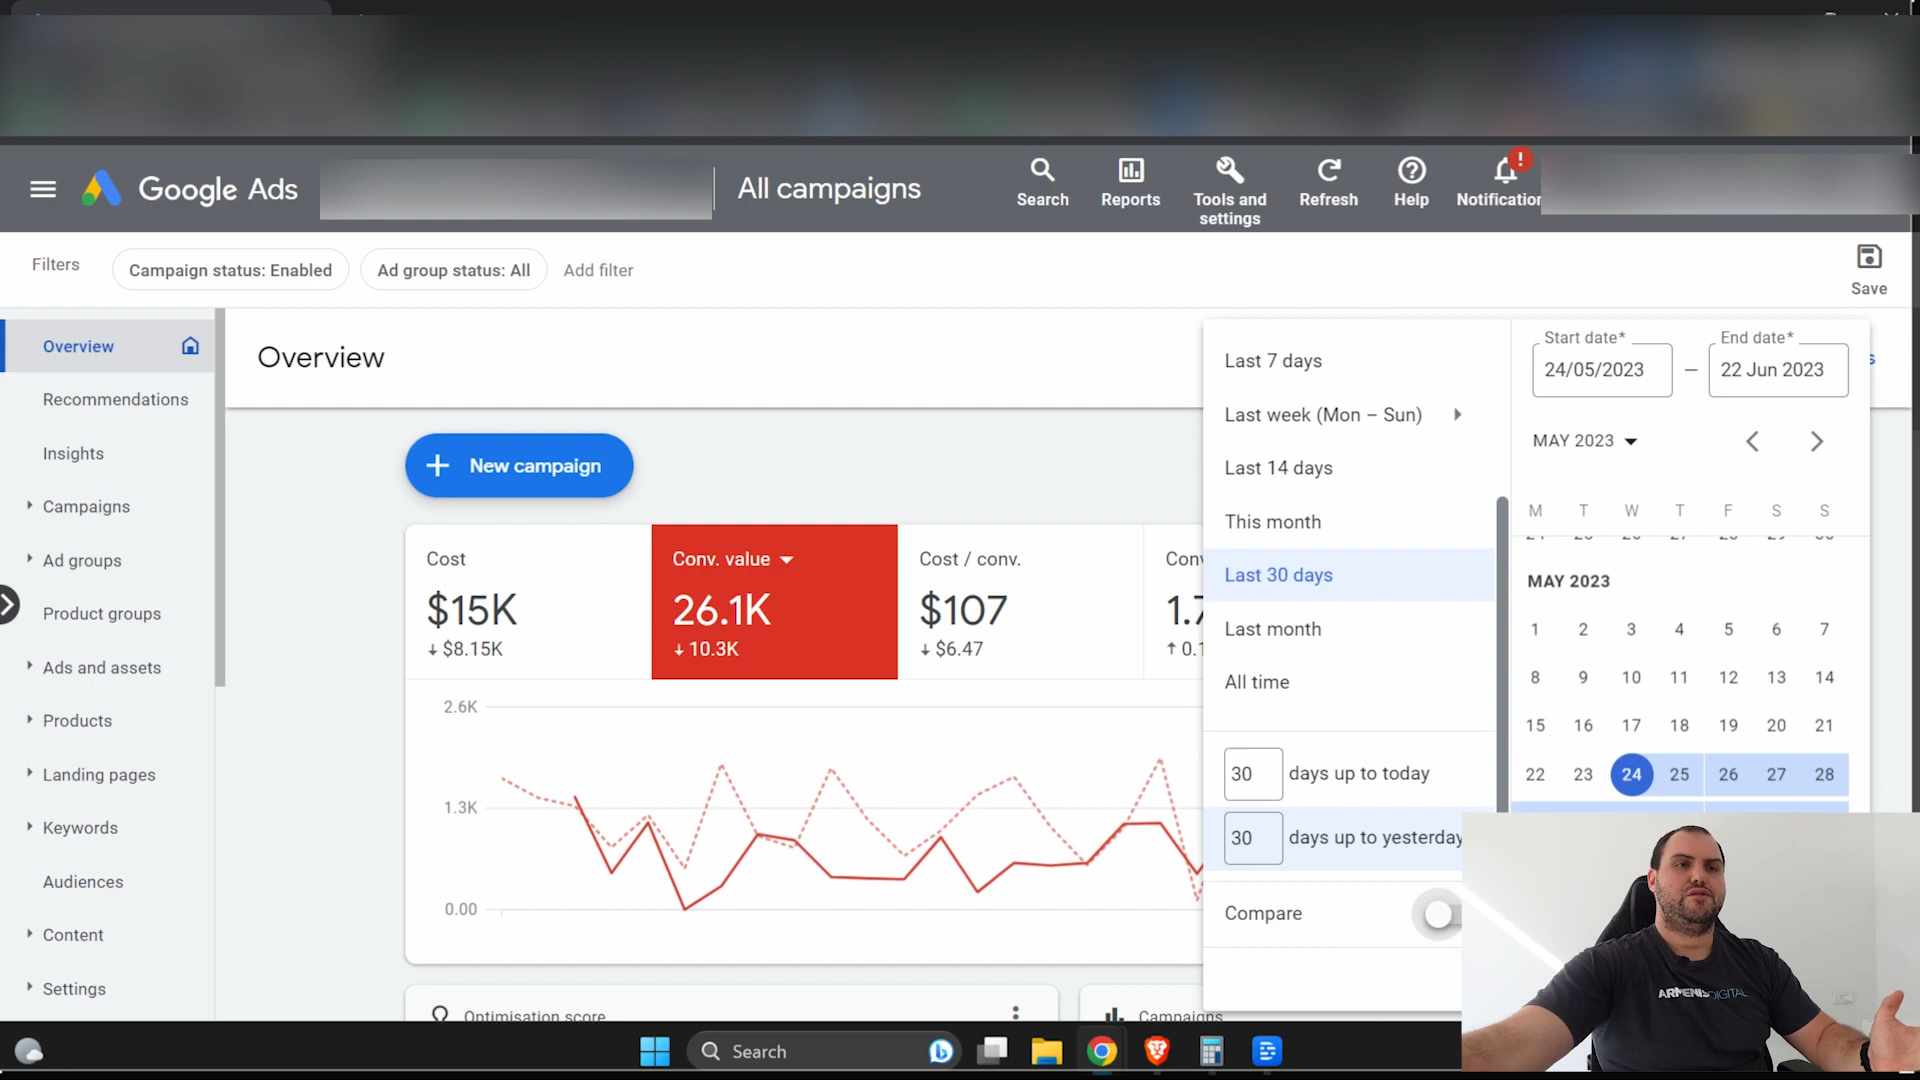 Google Ads
All campaigns
Search
Reports
Tools and settings
Refresh
Help
Notification
!
Filters
Campaign status: Enabled
Ad group status: All
Add filter
Save
Overview
Recommendations
Insights
Campaigns
Ad groups
Product groups
Ads and assets
Products
Landing pages
Keywords
Audiences
Content
Settings
Overview
New campaign
Cost
$15K
↓ $8.15K
Conv. value
26.1K
↓ 10.3K
Cost / conv.
$107
↓ $6.47
Conv
1.7
↑ 0.1
2.6K
1.3K
0.00
Optimisation score
Campaigns
Last 7 days
Last week (Mon – Sun)
Last 14 days
This month
Last 30 days
Last month
All time
30 days up to today
30 days up to yesterday
Compare
Start date*
24/05/2023
–
End date*
22 Jun 2023
MAY 2023
M T W T F S S
MAY 2023
1 2 3 4 5 6 7
8 9 10 11 12 13 14
15 16 17 18 19 20 21
22 23 24 25 26 27 28
ARMENISDIGITAL
Search